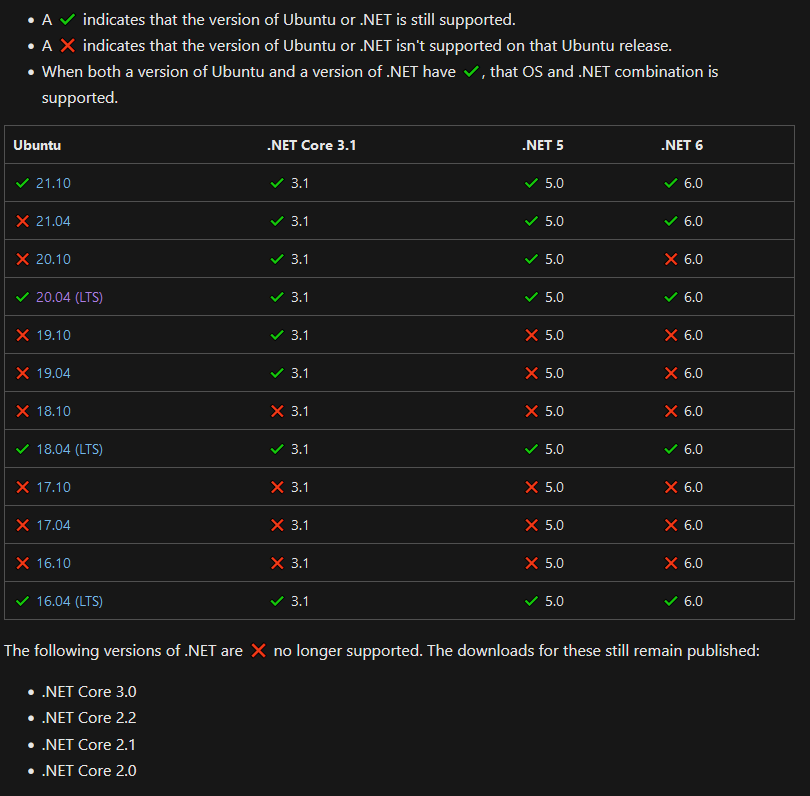 • A ✓ indicates that the version of Ubuntu or .NET is still supported.
• A ❌ indicates that the version of Ubuntu or .NET isn't supported on that Ubuntu release.
• When both a version of Ubuntu and a version of .NET have ✓, that OS and .NET combination is
supported.
Ubuntu .NET Core 3.1 .NET 5 .NET 6
✓ 21.10 ✓ 3.1 ✓ 5.0 ✓ 6.0
❌ 21.04 ✓ 3.1 ✓ 5.0 ✓ 6.0
❌ 20.10 ✓ 3.1 ✓ 5.0 ❌ 6.0
✓ 20.04 (LTS) ✓ 3.1 ✓ 5.0 ✓ 6.0
❌ 19.10 ✓ 3.1 ❌ 5.0 ❌ 6.0
❌ 19.04 ✓ 3.1 ❌ 5.0 ❌ 6.0
❌ 18.10 ❌ 3.1 ❌ 5.0 ❌ 6.0
✓ 18.04 (LTS) ✓ 3.1 ✓ 5.0 ✓ 6.0
❌ 17.10 ❌ 3.1 ❌ 5.0 ❌ 6.0
❌ 17.04 ❌ 3.1 ❌ 5.0 ❌ 6.0
❌ 16.10 ❌ 3.1 ❌ 5.0 ❌ 6.0
✓ 16.04 (LTS) ✓ 3.1 ✓ 5.0 ✓ 6.0
The following versions of .NET are ❌ no longer supported. The downloads for these still remain published:
• .NET Core 3.0
• .NET Core 2.2
• .NET Core 2.1
• .NET Core 2.0